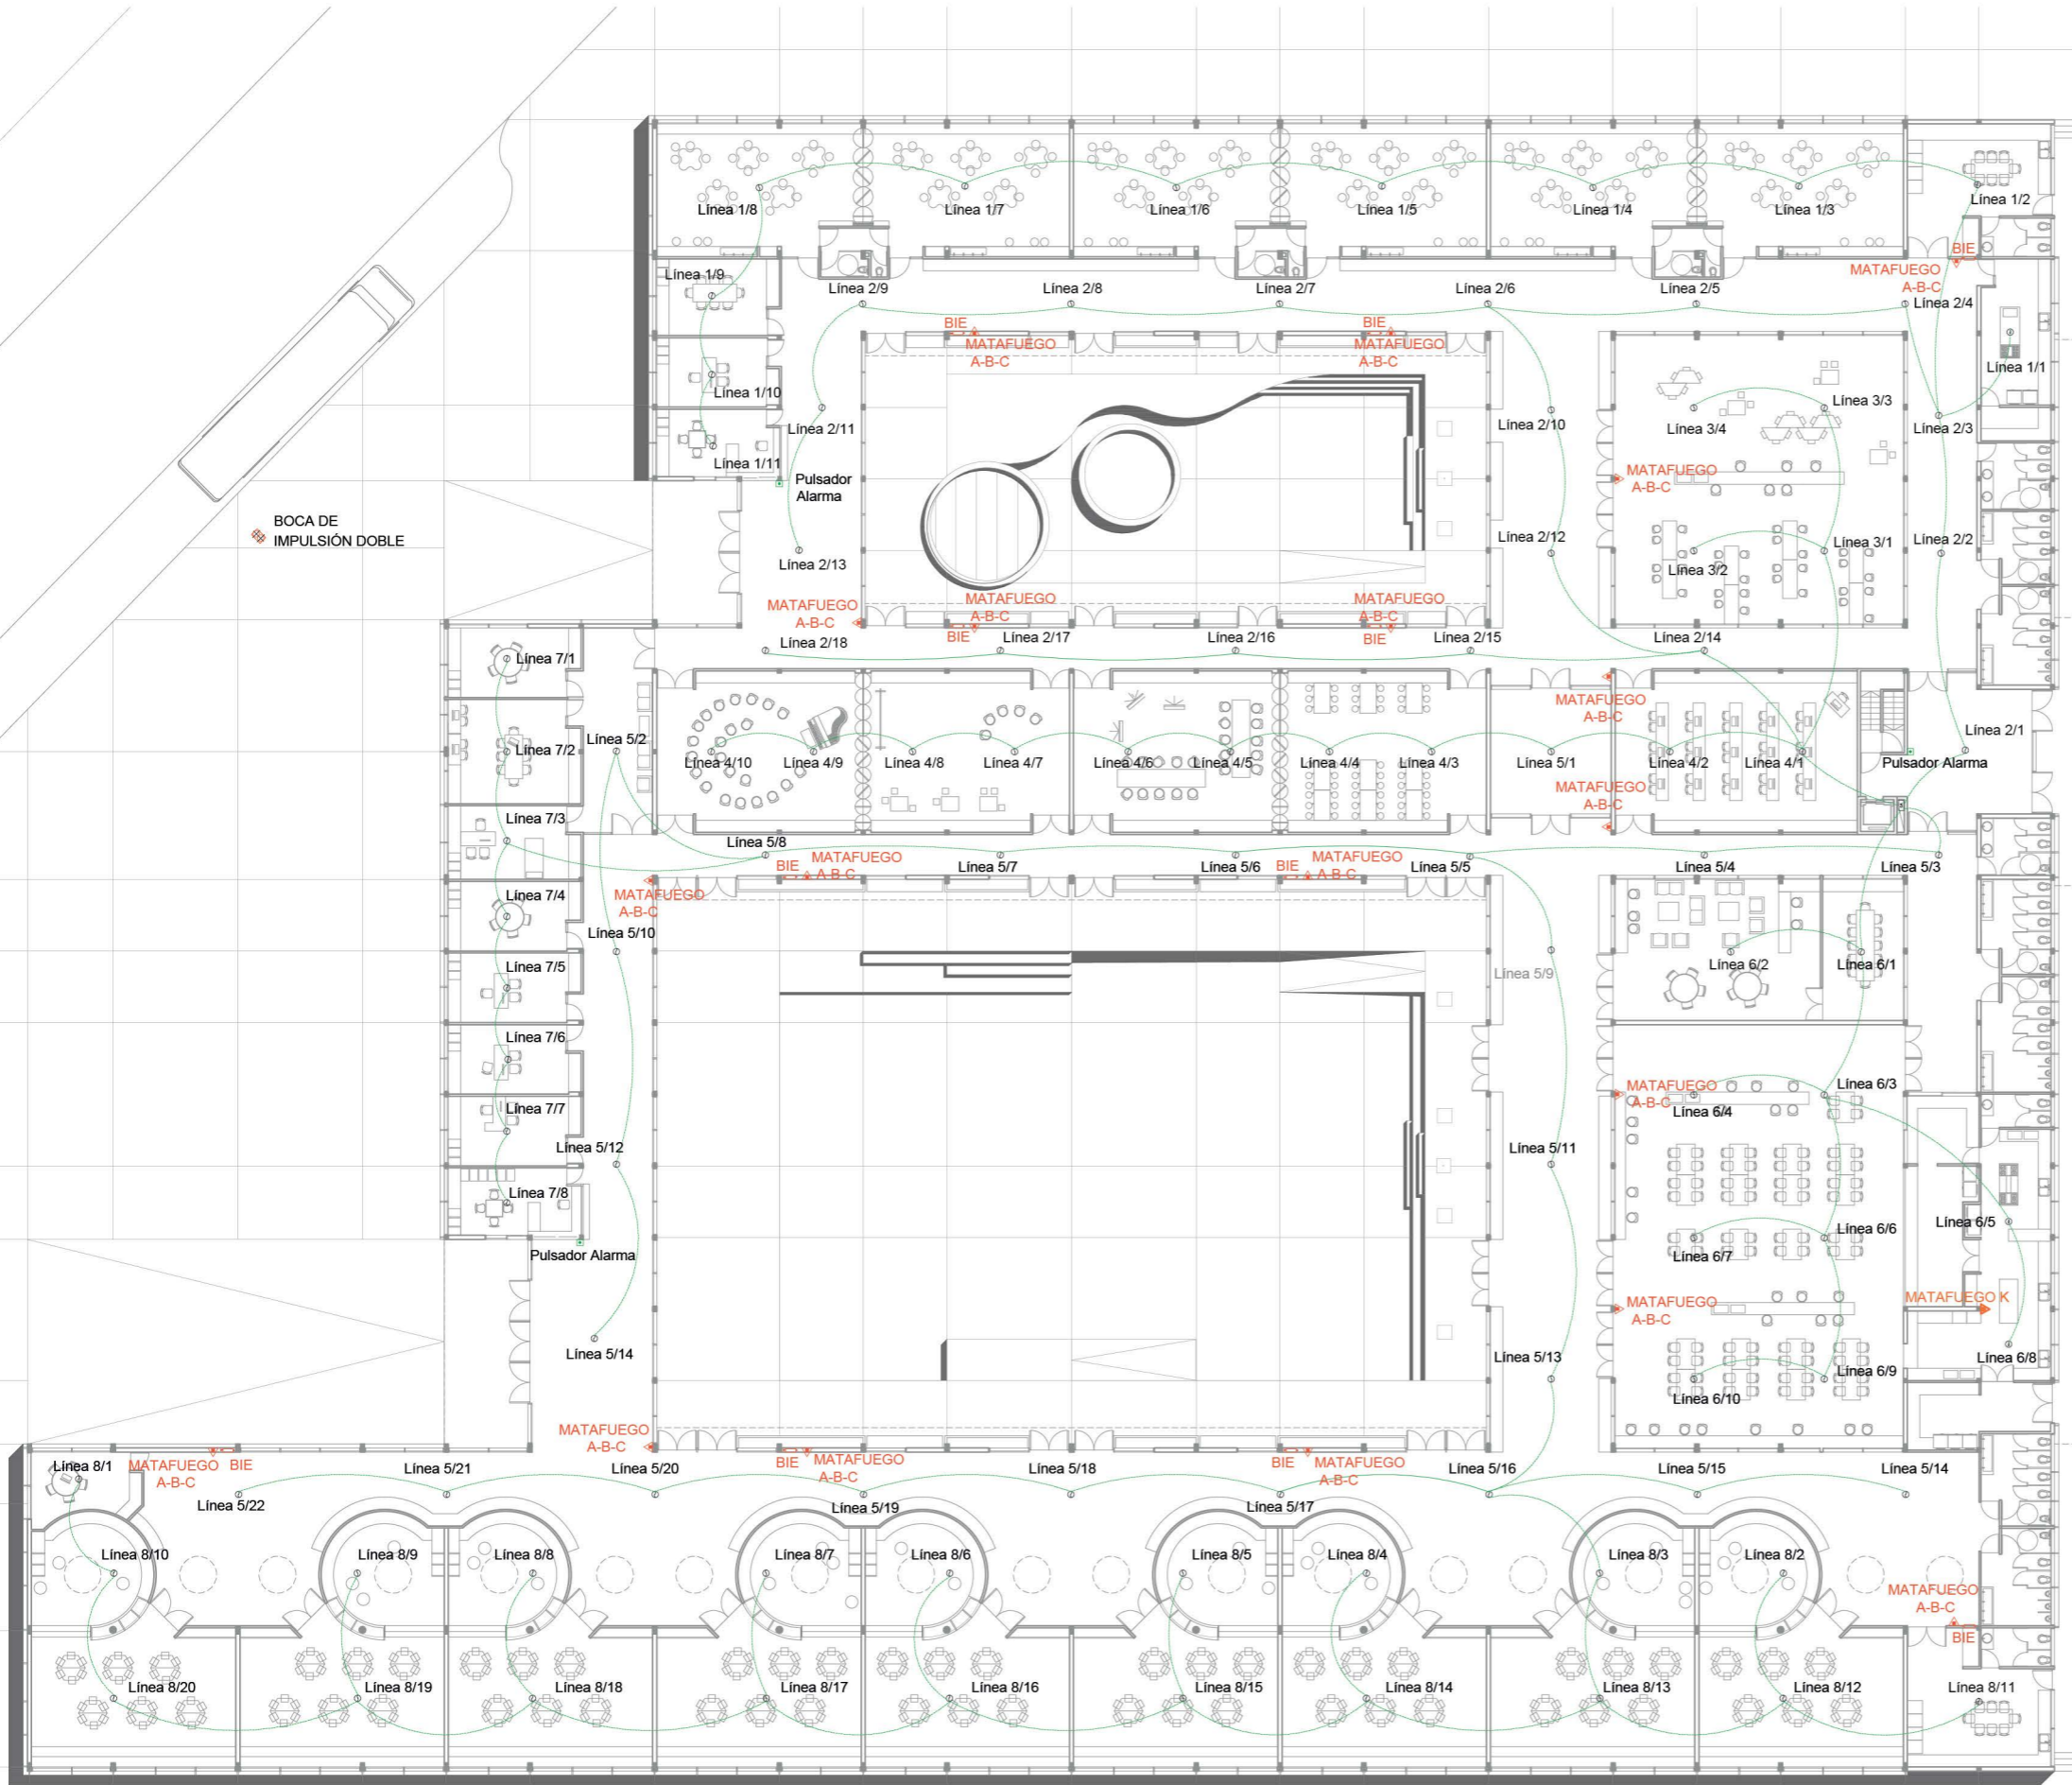 Línea 1/8
Línea 1/7
Línea 1/6
Línea 1/5
Línea 1/4
Línea 1/3
Línea 1/2
BIE
MATAFUEGO
A-B-C
Línea 1/9
Línea 2/9
Línea 2/8
Línea 2/7
Línea 2/6
Línea 2/5
Línea 2/4
BIE
MATAFUEGO
A-B-C
BIE
MATAFUEGO
A-B-C
Línea 1/1
Línea 1/10
Línea 2/11
Línea 2/10
Línea 3/3
Línea 3/4
Línea 2/3
Línea 1/11
Pulsador
Alarma
MATAFUEGO
A-B-C
BOCA DE
IMPULSIÓN DOBLE
Línea 2/12
Línea 3/1
Línea 2/2
Línea 2/13
Línea 3/2
MATAFUEGO
A-B-C
MATAFUEGO
A-B-C
BIE
MATAFUEGO
A-B-C
BIE
Línea 2/18
Línea 2/17
Línea 2/16
Línea 2/15
Línea 2/14
Línea 7/1
MATAFUEGO
A-B-C
Línea 2/1
Línea 7/2
Línea 5/2
Línea 4/10
Línea 4/9
Línea 4/8
Línea 4/7
Línea 4/6
Línea 4/5
Línea 4/4
Línea 4/3
Línea 5/1
Línea 4/2
Línea 4/1
Pulsador Alarma
MATAFUEGO
A-B-C
Línea 7/3
Línea 5/8
BIE
MATAFUEGO
A-B-C
Línea 5/7
Línea 5/6
BIE
MATAFUEGO
A-B-C
Línea 5/5
Línea 5/4
Línea 5/3
Línea 7/4
MATAFUEGO
A-B-C
Línea 5/10
Línea 7/5
Línea 5/9
Línea 6/2
Línea 6/1
Línea 7/6
Línea 7/7
MATAFUEGO
A-B-C
Línea 6/3
Línea 6/4
Línea 5/12
Línea 5/11
Línea 7/8
Línea 6/5
Línea 6/6
Línea 6/7
Pulsador Alarma
MATAFUEGO K
MATAFUEGO
A-B-C
Línea 5/14
Línea 5/13
Línea 6/8
Línea 6/9
Línea 6/10
MATAFUEGO
A-B-C
Línea 8/1
MATAFUEGO
A-B-C
BIE
Línea 5/22
Línea 5/21
Línea 5/20
BIE
MATAFUEGO
A-B-C
Línea 5/19
Línea 5/18
BIE
MATAFUEGO
A-B-C
Línea 5/17
Línea 5/16
Línea 5/15
Línea 5/14
Línea 8/10
Línea 8/9
Línea 8/8
Línea 8/7
Línea 8/6
Línea 8/5
Línea 8/4
Línea 8/3
Línea 8/2
MATAFUEGO
A-B-C
BIE
Línea 8/20
Línea 8/19
Línea 8/18
Línea 8/17
Línea 8/16
Línea 8/15
Línea 8/14
Línea 8/13
Línea 8/12
Línea 8/11